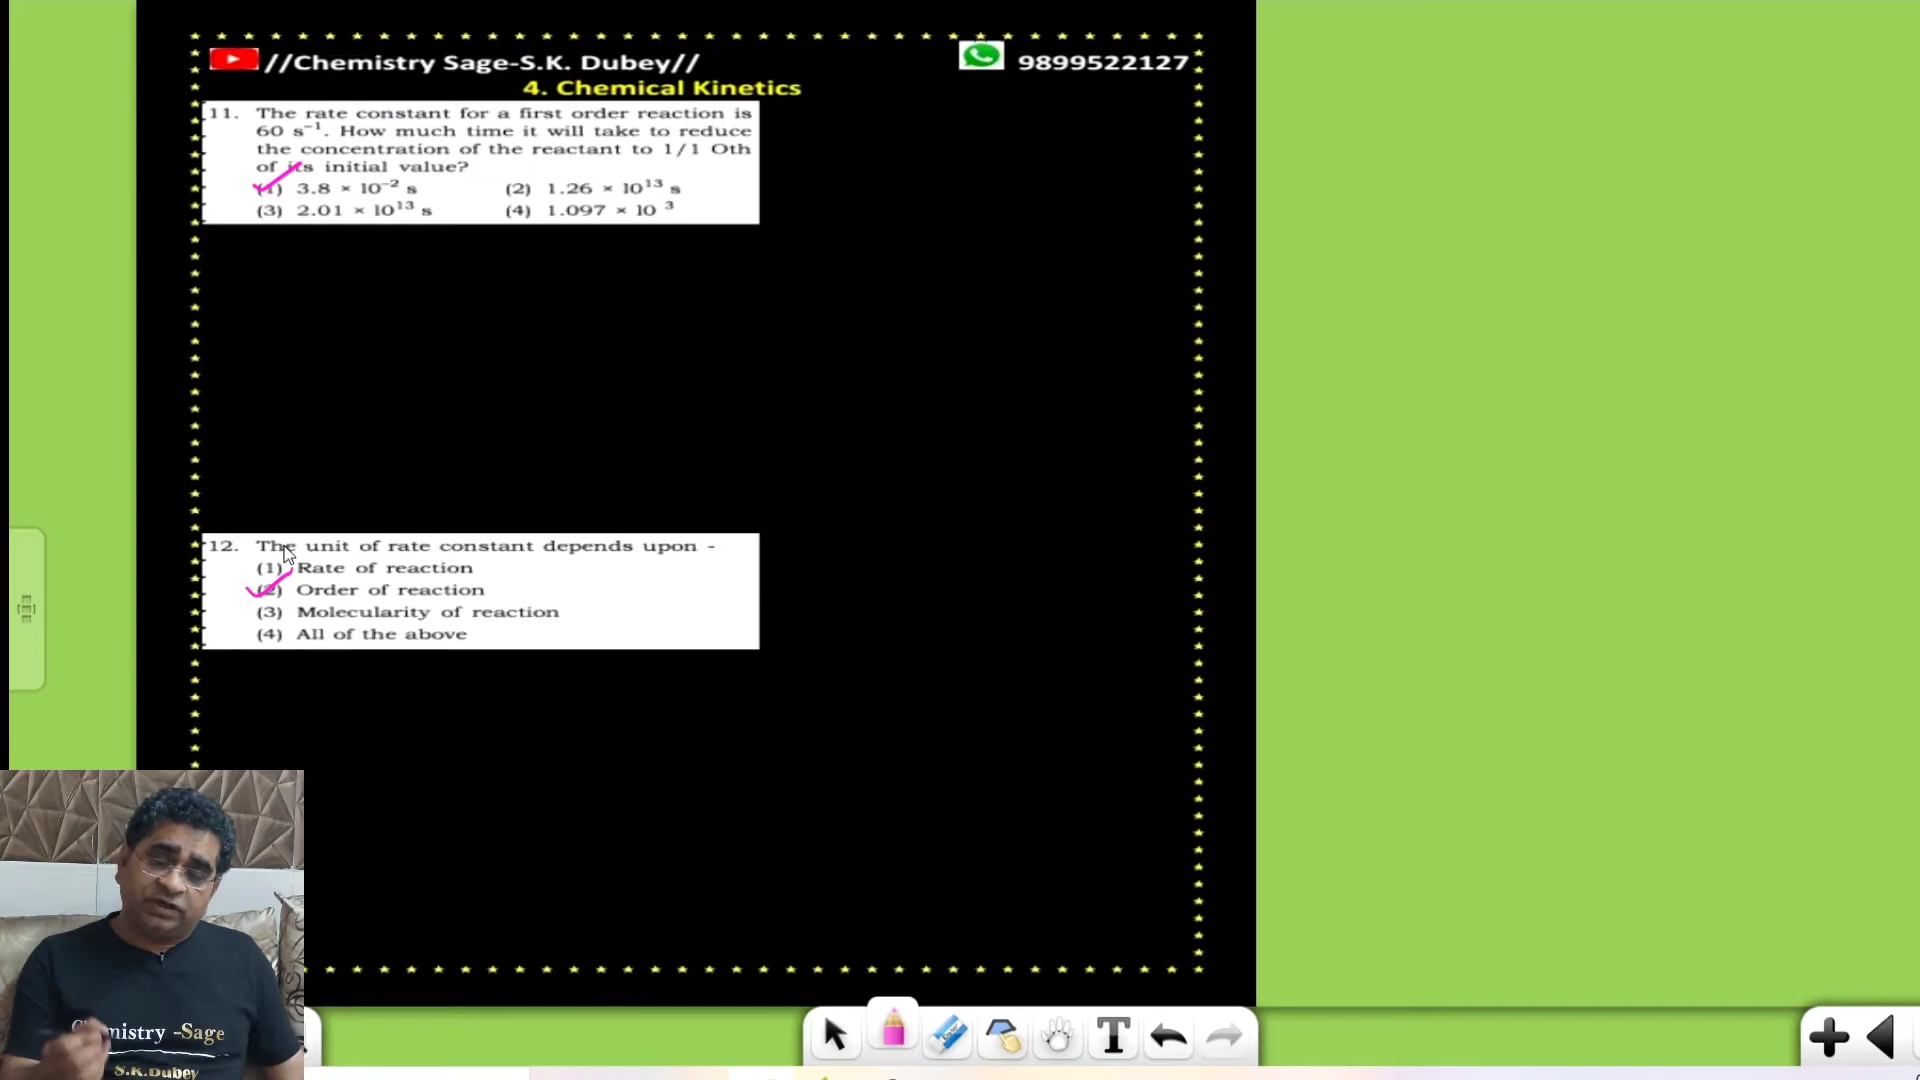 //Chemistry Sage-S.K. Dubey// 9899522127
4. Chemical Kinetics
11. The rate constant for a first order reaction is
60 s⁻¹. How much time it will take to reduce
the concentration of the reactant to 1/1 Oth
of its initial value?
(1) 3.8 × 10⁻² s (2) 1.26 × 10¹³ s
(3) 2.01 × 10¹³ s (4) 1.097 × 10 ³
12. The unit of rate constant depends upon -
(1) Rate of reaction
(2) Order of reaction
(3) Molecularity of reaction
(4) All of the above
Chemistry -Sage
S.K.Dubey
T